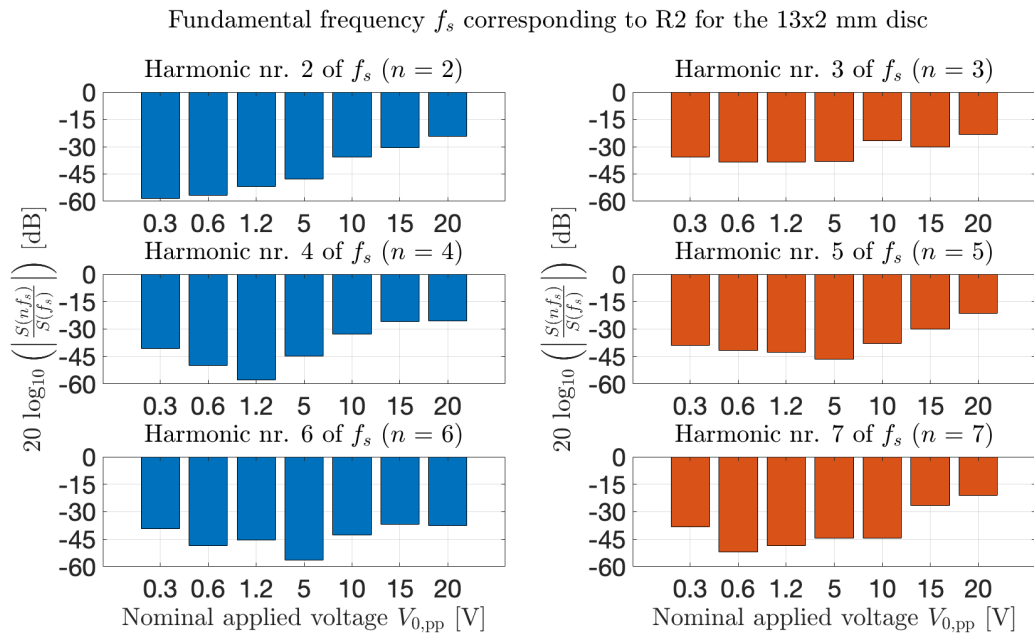 Fundamental frequency f_s corresponding to R2 for the 13x2 mm disc
Harmonic nr. 2 of f_s (n = 2)
0
-15
-30
-45
-60
0.3 0.6 1.2 5 10 15 20
Harmonic nr. 3 of f_s (n = 3)
0
-15
-30
-45
-60
0.3 0.6 1.2 5 10 15 20
20 log₁₀ (|S(nf_s)/S(f_s)|) [dB]
Harmonic nr. 4 of f_s (n = 4)
0
-15
-30
-45
-60
0.3 0.6 1.2 5 10 15 20
20 log₁₀ (|S(nf_s)/S(f_s)|) [dB]
Harmonic nr. 5 of f_s (n = 5)
0
-15
-30
-45
-60
0.3 0.6 1.2 5 10 15 20
Harmonic nr. 6 of f_s (n = 6)
0
-15
-30
-45
-60
0.3 0.6 1.2 5 10 15 20
Nominal applied voltage V_0,pp [V]
Harmonic nr. 7 of f_s (n = 7)
0
-15
-30
-45
-60
0.3 0.6 1.2 5 10 15 20
Nominal applied voltage V_0,pp [V]